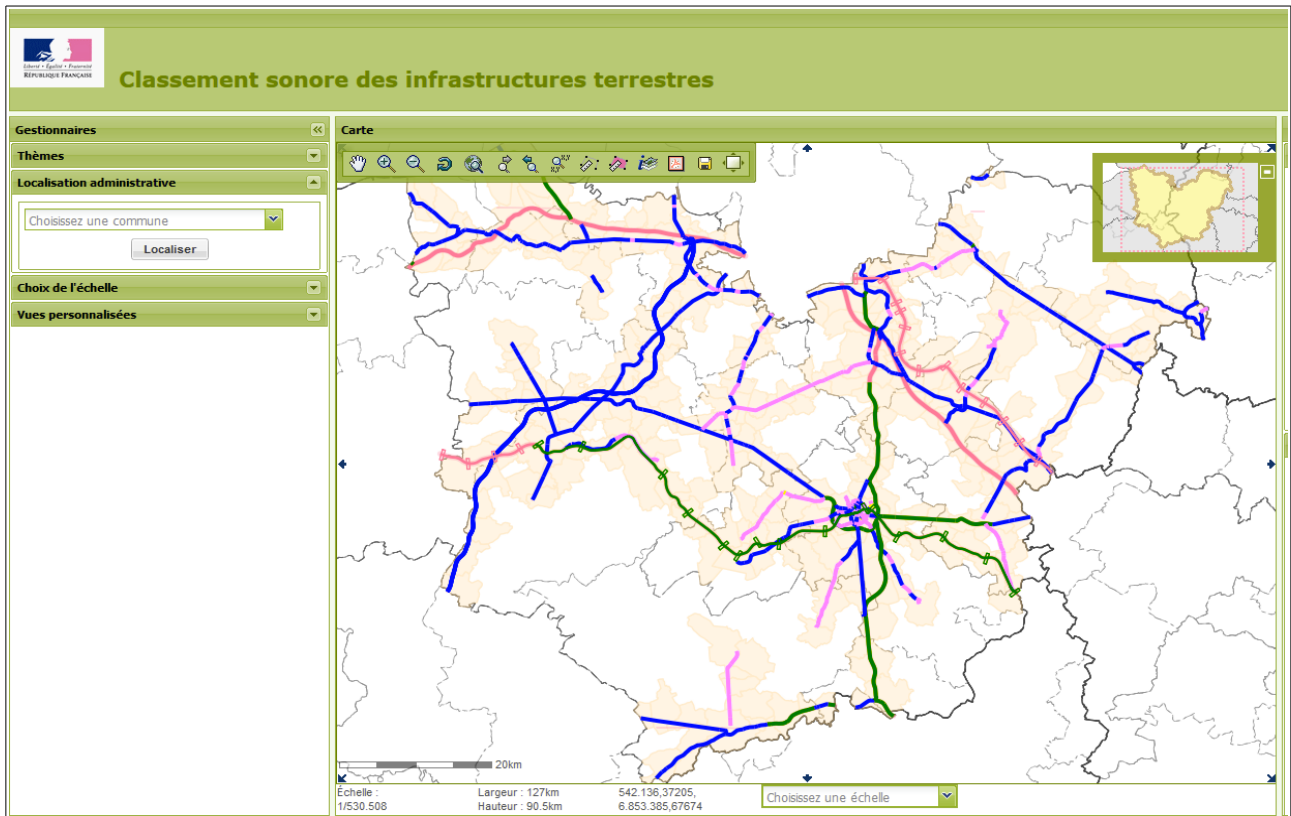 Liberté • Égalité • Fraternité
RÉPUBLIQUE FRANÇAISE
Classement sonore des infrastructures terrestres
Gestionnaires
Carte
Thèmes
Localisation administrative
Choisissez une commune
Localiser
Choix de l'échelle
Vues personnalisées
20km
Échelle :
1/530.508
Largeur : 127km
Hauteur : 90.5km
542.136,37205,
6.853.385,67674
Choisissez une échelle